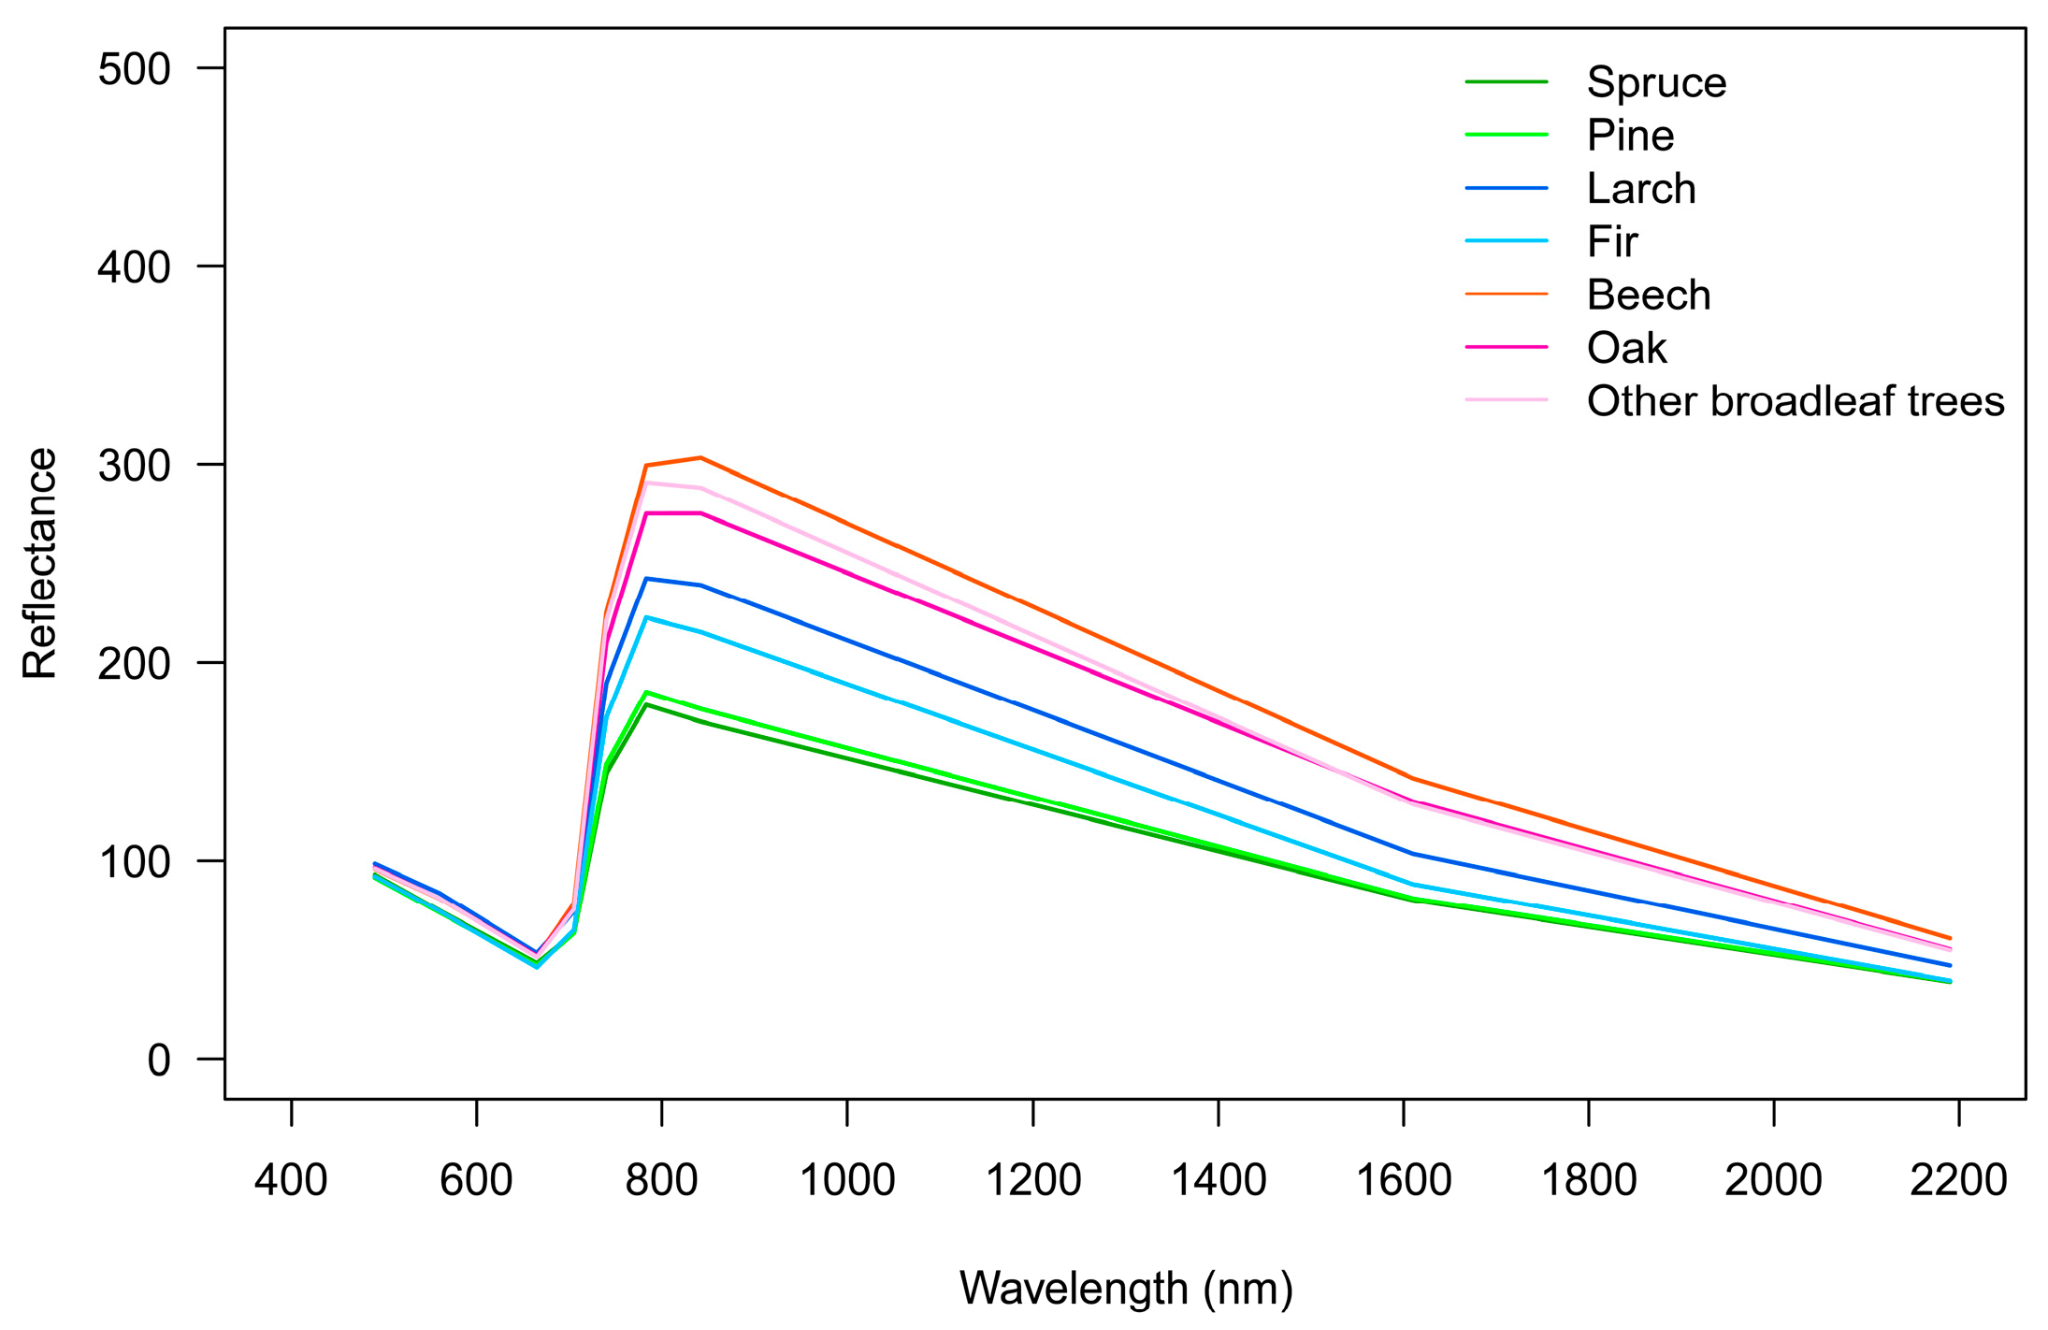 500
400
300
200
100
0
Reflectance
Spruce
Pine
Larch
Fir
Beech
Oak
Other broadleaf trees
400 600 800 1000 1200 1400 1600 1800 2000 2200
Wavelength (nm)